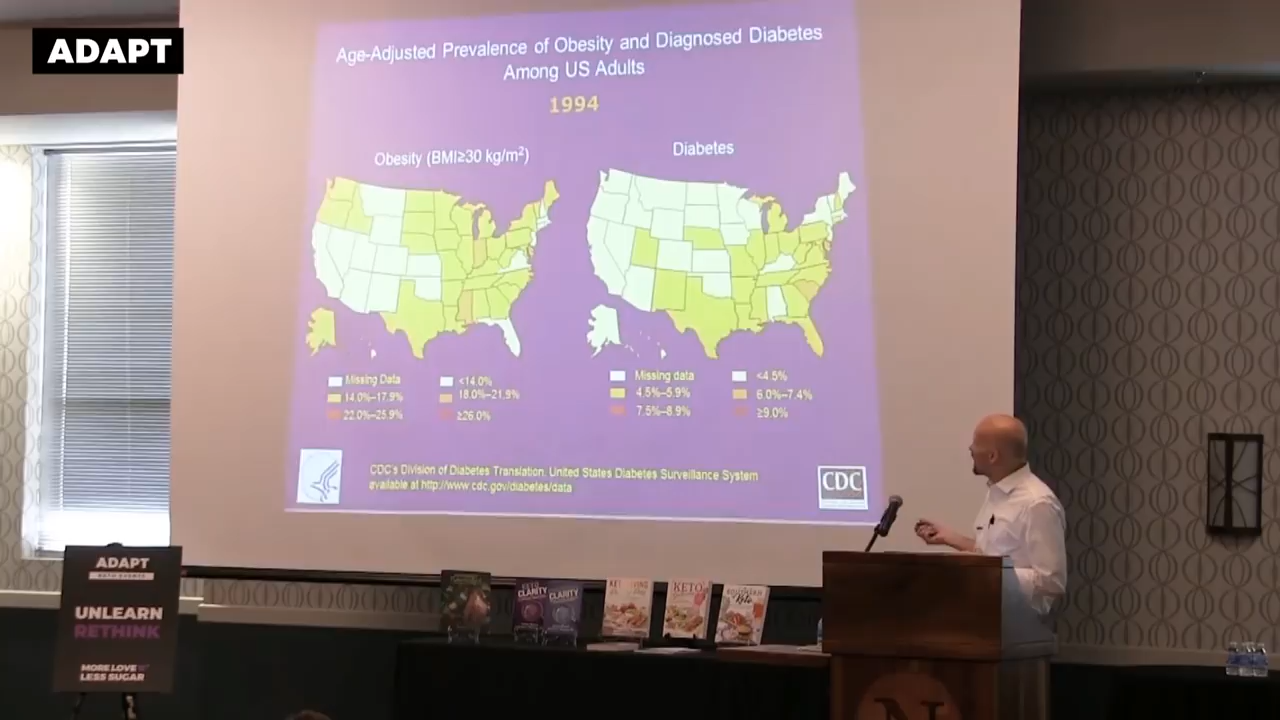 ADAPT
Age-Adjusted Prevalence of Obesity and Diagnosed Diabetes
Among US Adults
1994
Obesity (BMI≥30 kg/m²)
Diabetes
Missing Data
<14.0%
14.0%–17.9%
18.0%–21.9%
22.0%–25.9%
≥26.0%
Missing data
<4.5%
4.5%–5.9%
6.0%–7.4%
7.5%–8.9%
≥9.0%
CDC's Division of Diabetes Translation. United States Diabetes Surveillance System
available at http://www.cdc.gov/diabetes/data
CDC
ADAPT
UNLEARN
RETHINK
MORE LOVE
LESS SUGAR
KETO
CLARITY
CLARITY
KETO
Keto
N